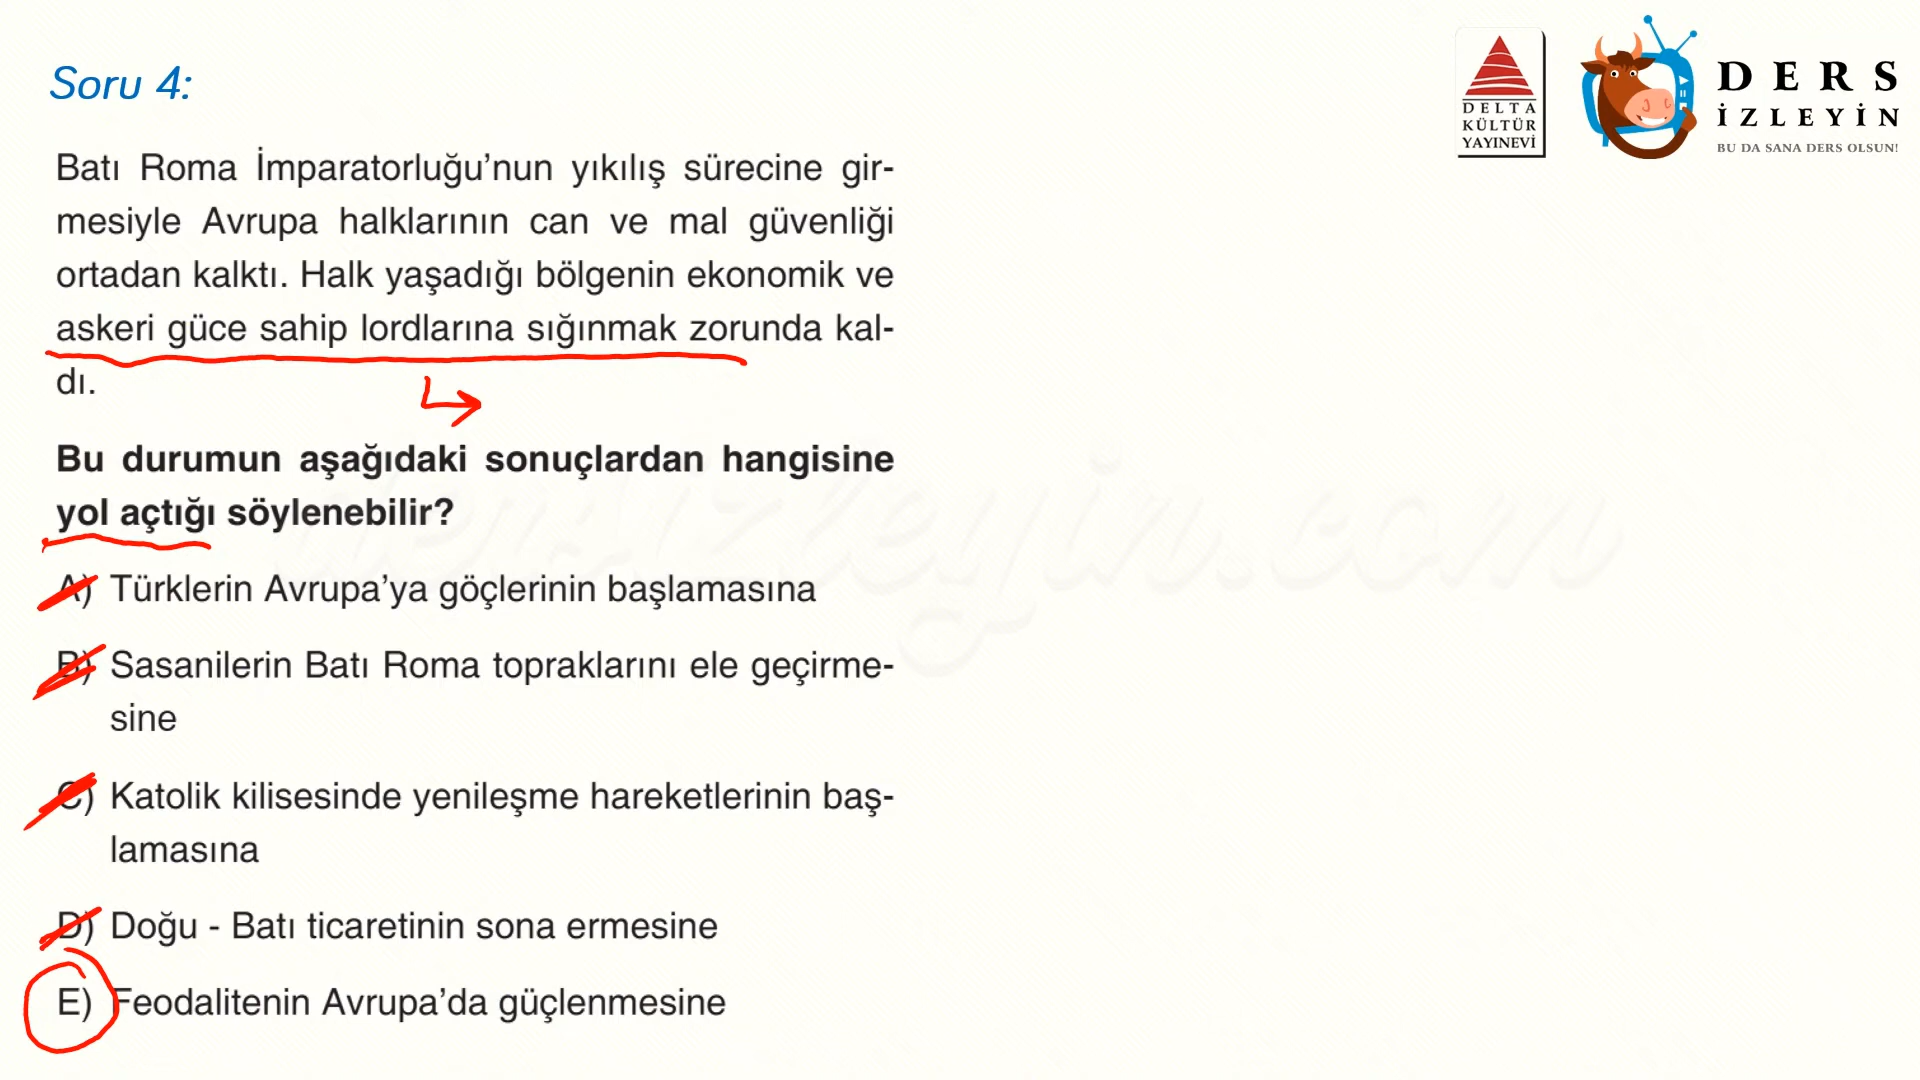 Soru 4:
DELTA
KÜLTÜR
YAYINEVİ
DERS
İZLEYİN
BU DA SANA DERS OLSUN!
Batı Roma İmparatorluğu’nun yıkılış sürecine gir-
mesiyle Avrupa halklarının can ve mal güvenliği
ortadan kalktı. Halk yaşadığı bölgenin ekonomik ve
askeri güce sahip lordlarına sığınmak zorunda kal-
dı.
Bu durumun aşağıdaki sonuçlardan hangisine
yol açtığı söylenebilir?
A) Türklerin Avrupa’ya göçlerinin başlamasına
B) Sasanilerin Batı Roma topraklarını ele geçirme-
sine
C) Katolik kilisesinde yenileşme hareketlerinin baş-
lamasına
D) Doğu - Batı ticaretinin sona ermesine
E) Feodalitenin Avrupa’da güçlenmesine
dersizleyin.com